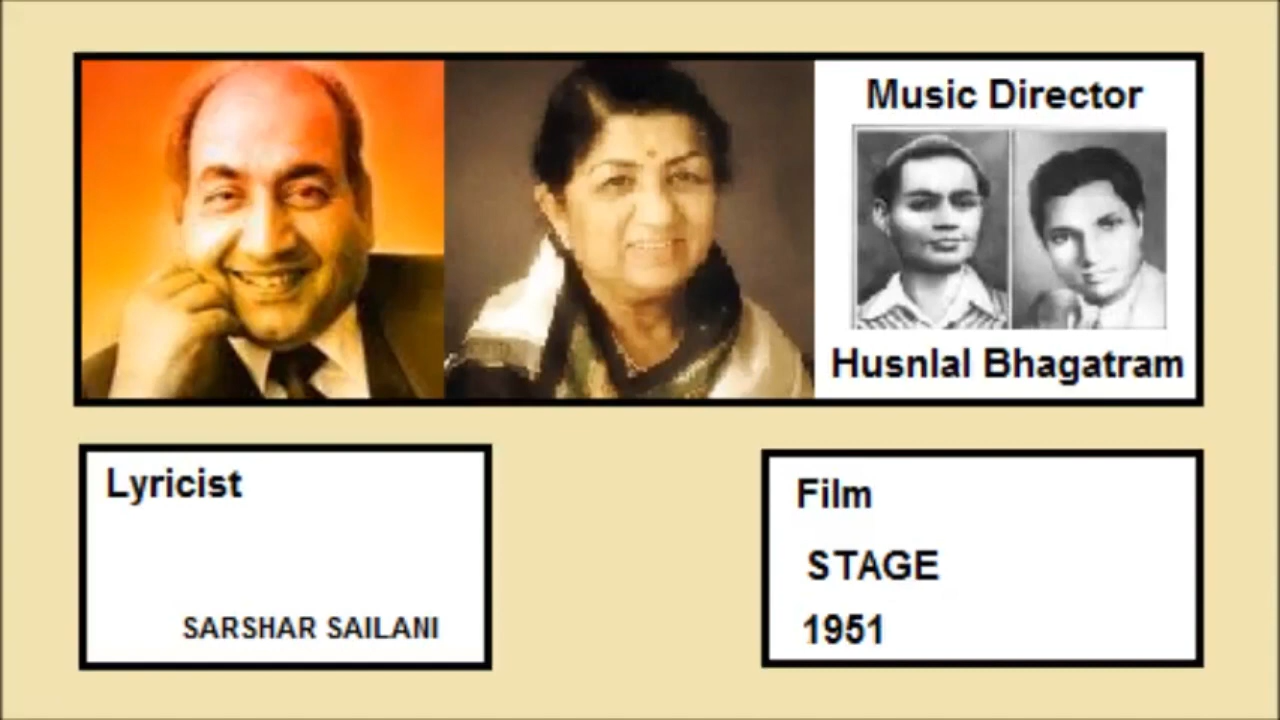 Music Director
Husnlal Bhagatram
Lyricist
SARSHAR SAILANI
Film
STAGE
1951